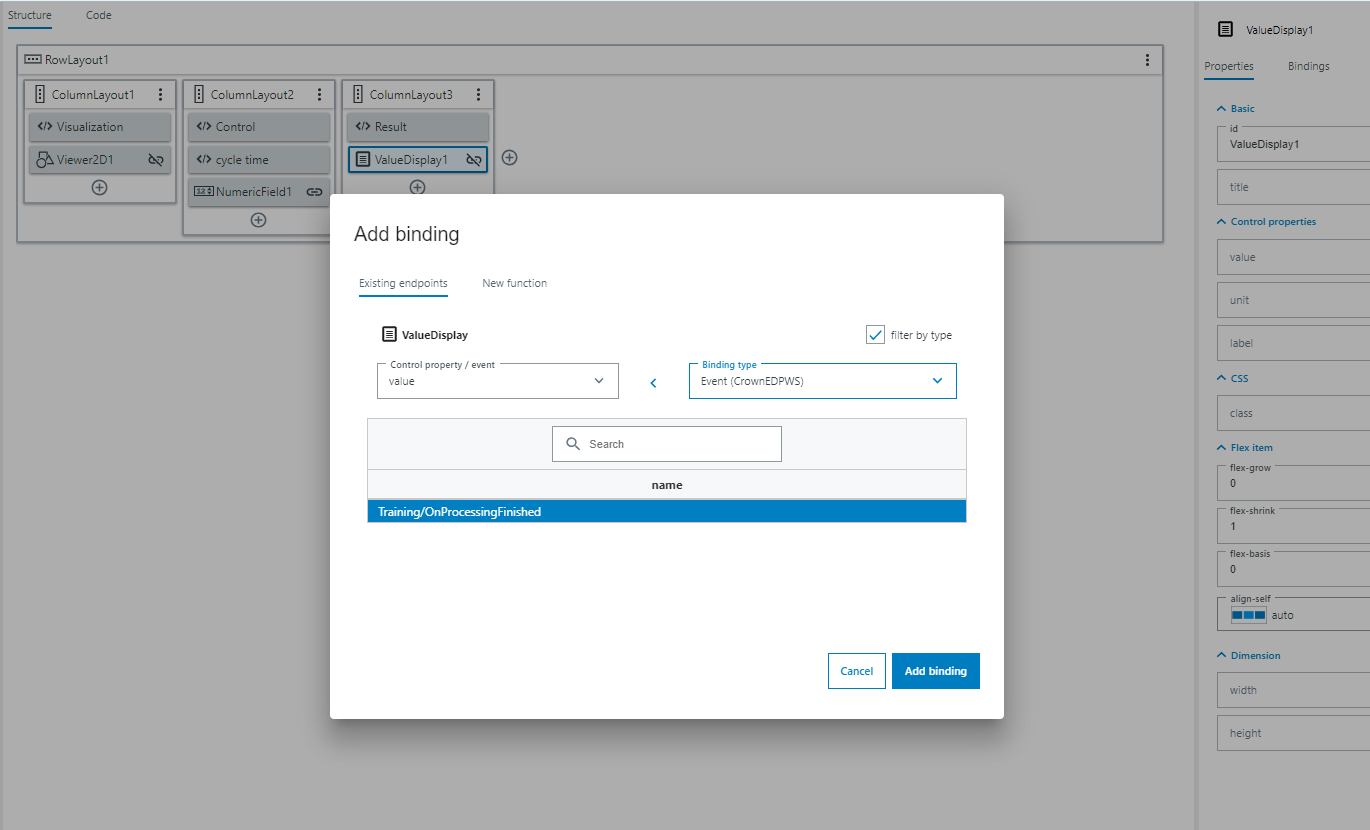 Structure Code
RowLayout1
ColumnLayout1 ColumnLayout2 ColumnLayout3
</> Visualization </> Control </> Result
Viewer2D1 </> cycle time ValueDisplay1
NumericField1
Add binding
Existing endpoints New function
ValueDisplay filter by type
Control property / event Binding type
value < Event (CrownEDPWS)
Search
name
Training/OnProcessingFinished
Cancel Add binding
ValueDisplay1
Properties Bindings
Basic
id
ValueDisplay1
title
Control properties
value
unit
label
CSS
class
Flex item
flex-grow
0
flex-shrink
1
flex-basis
0
align-self
auto
Dimension
width
height